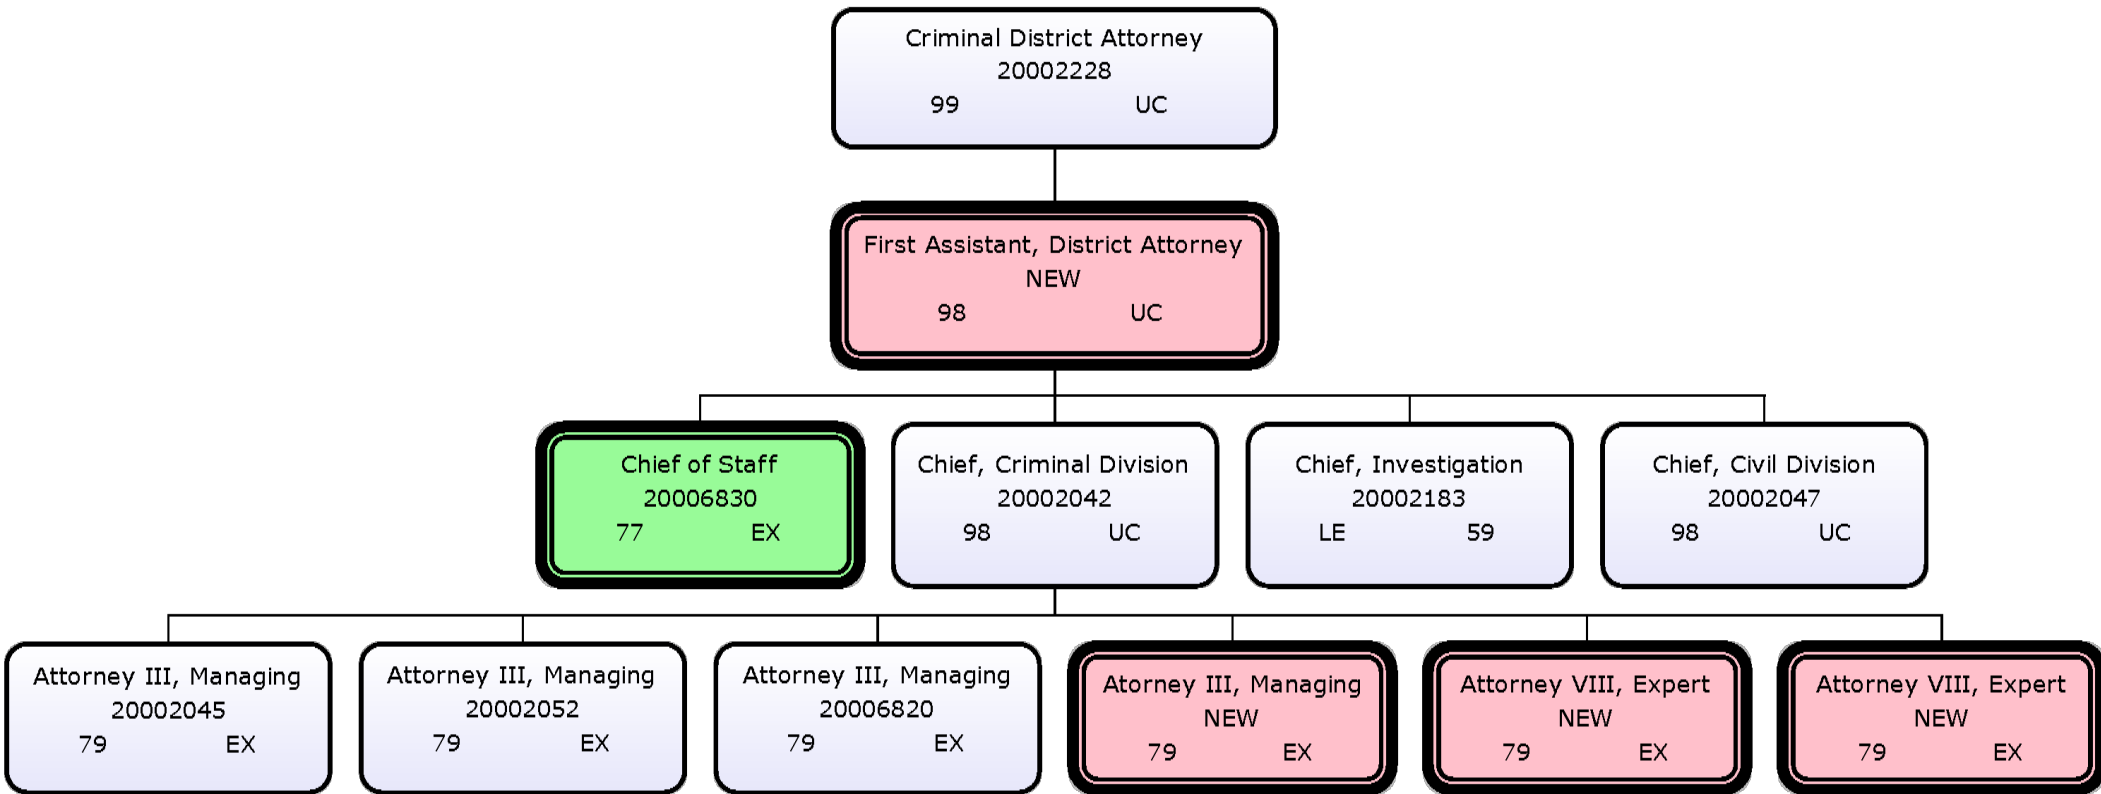 Criminal District Attorney
20002228
99 UC
First Assistant, District Attorney
NEW
98 UC
Chief of Staff
20006830
77 EX
Chief, Criminal Division
20002042
98 UC
Chief, Investigation
20002183
LE 59
Chief, Civil Division
20002047
98 UC
Attorney III, Managing
20002045
79 EX
Attorney III, Managing
20002052
79 EX
Attorney III, Managing
20006820
79 EX
Atorney III, Managing
NEW
79 EX
Attorney VIII, Expert
NEW
79 EX
Attorney VIII, Expert
NEW
79 EX